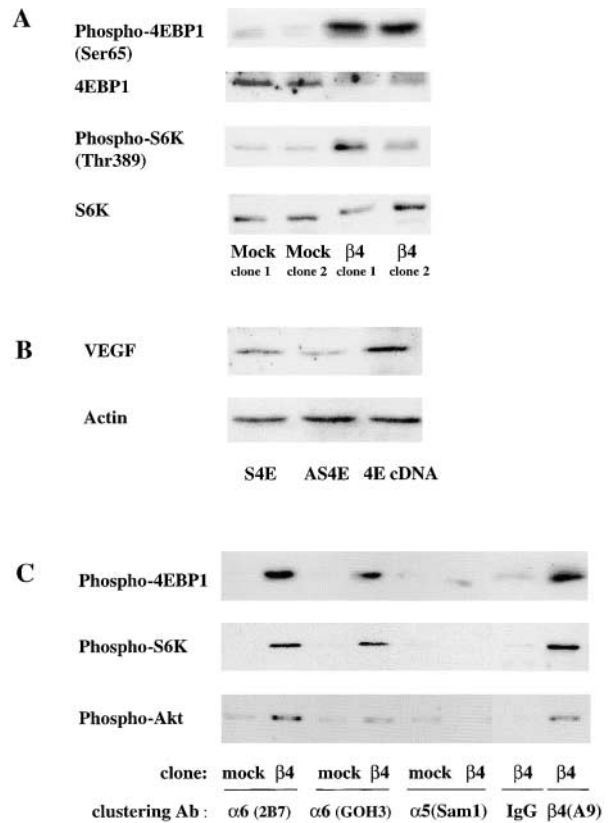 A
Phospho-4EBP1
(Ser65)
4EBP1
Phospho-S6K
(Thr389)
S6K
Mock Mock β4 β4
clone 1 clone 2 clone 1 clone 2
B
VEGF
Actin
S4E AS4E 4E cDNA
C
Phospho-4EBP1
Phospho-S6K
Phospho-Akt
clone: mock β4 mock β4 mock β4 β4 β4
clustering Ab : α6 (2B7) α6 (GOH3) α5(Sam1) IgG β4(A9)